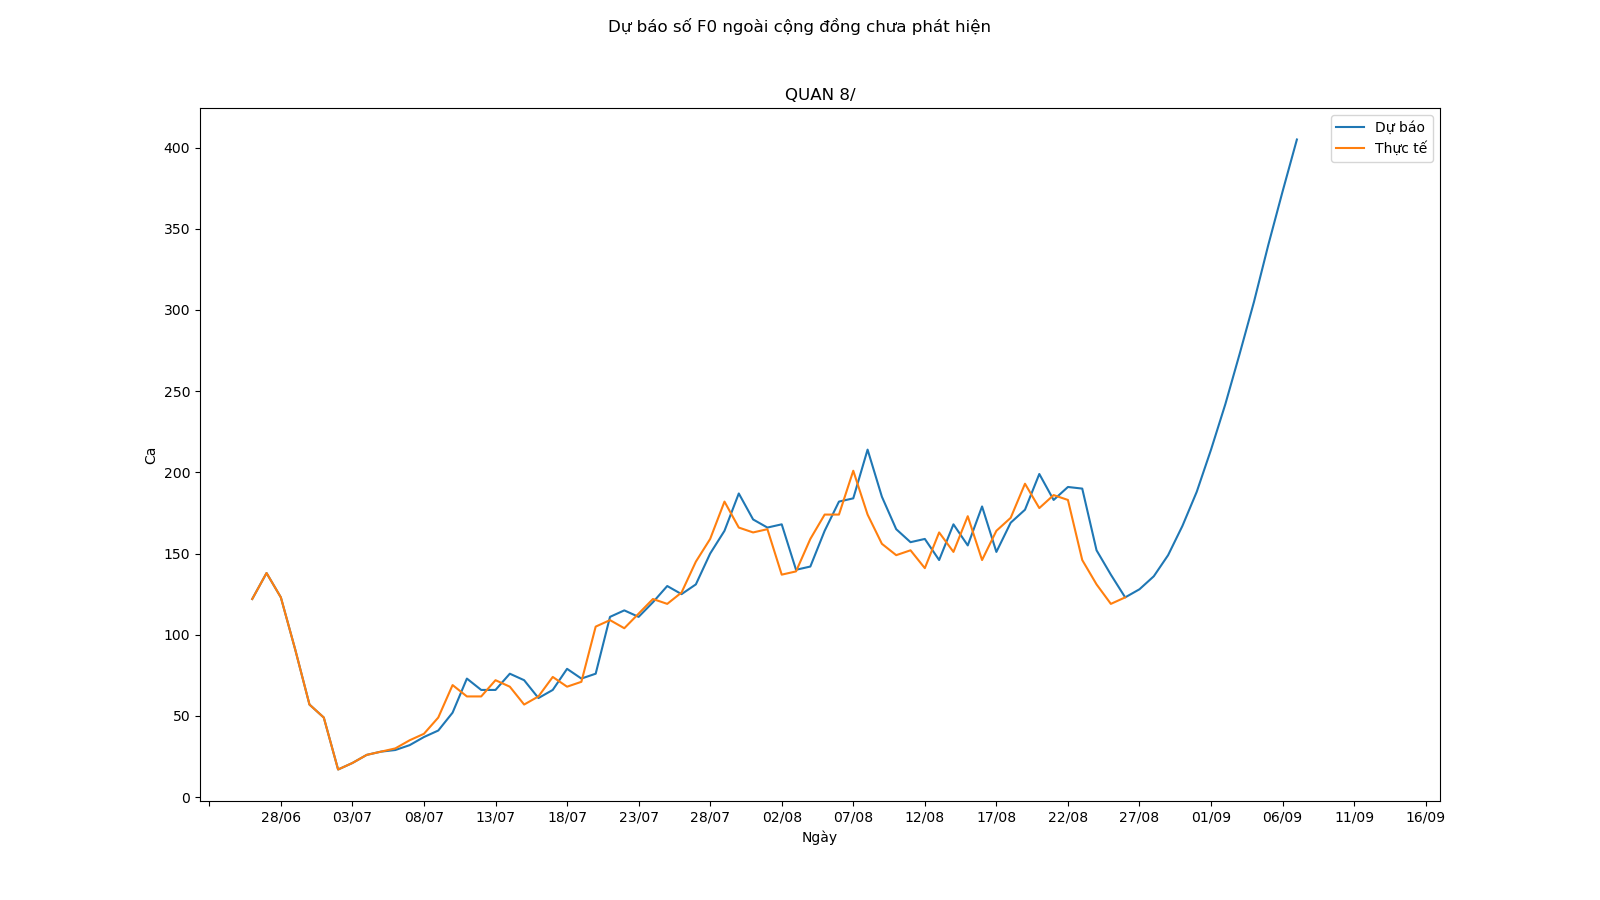 Dự báo số F0 ngoài cộng đồng chưa phát hiện
QUAN 8/
Dự báo
Thực tế
400
350
300
250
200
150
100
50
0
Ca
28/06 03/07 08/07 13/07 18/07 23/07 28/07 02/08 07/08 12/08 17/08 22/08 27/08 01/09 06/09 11/09 16/09
Ngày